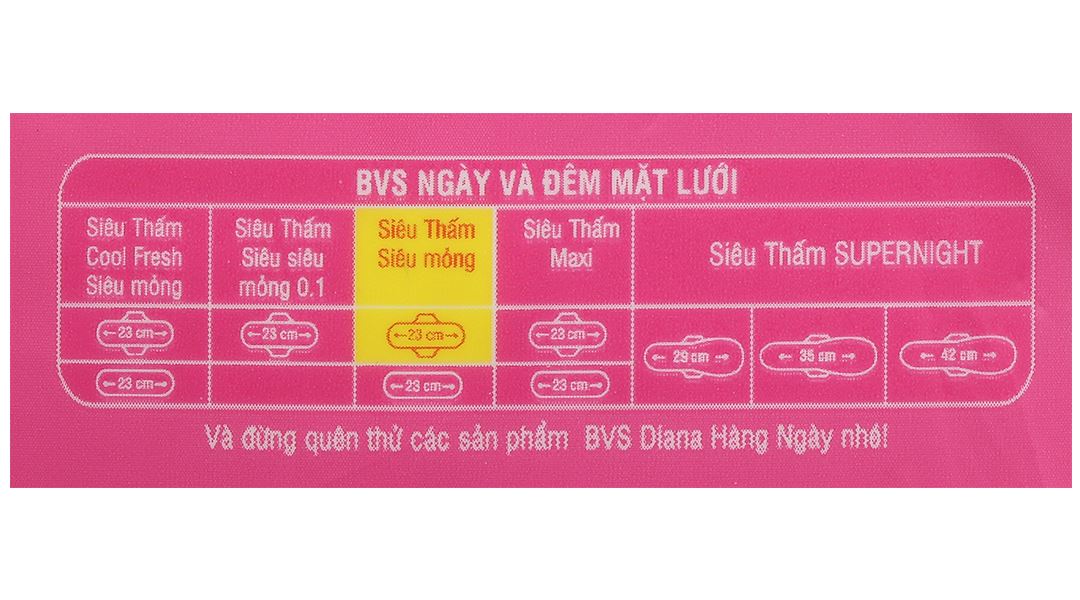 BVS NGÀY VÀ ĐÊM MẶT LƯỚI
Siêu Thấm
Cool Fresh
Siêu mỏng
Siêu Thấm
Siêu siêu
mỏng 0.1
Siêu Thấm
Siêu mỏng
Siêu Thấm
Maxi
Siêu Thấm SUPERNIGHT
23 cm
23 cm
23 cm
23 cm
29 cm
35 cm
42 cm
23 cm
23 cm
23 cm
Và đừng quên thử các sản phẩm BVS Diana Hàng Ngày nhé!